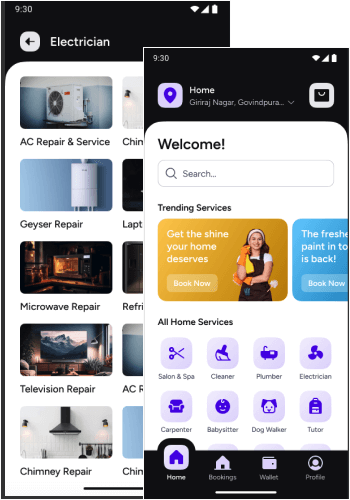 9:30
Electrician
AC Repair & Service
Chim
Geyser Repair
Lapt
Microwave Repair
Refri
Television Repair
AC R
Chimney Repair
Chim
9:30
Home
Giriraj Nagar, Govindpura...
Welcome!
Search...
Trending Services
Get the shine
your home
deserves
Book Now
The freshe
paint in to
is back!
Book Now
All Home Services
Salon & Spa
Cleaner
Plumber
Electrician
Carpenter
Babysitter
Dog Walker
Tutor
Home
Bookings
Wallet
Profile